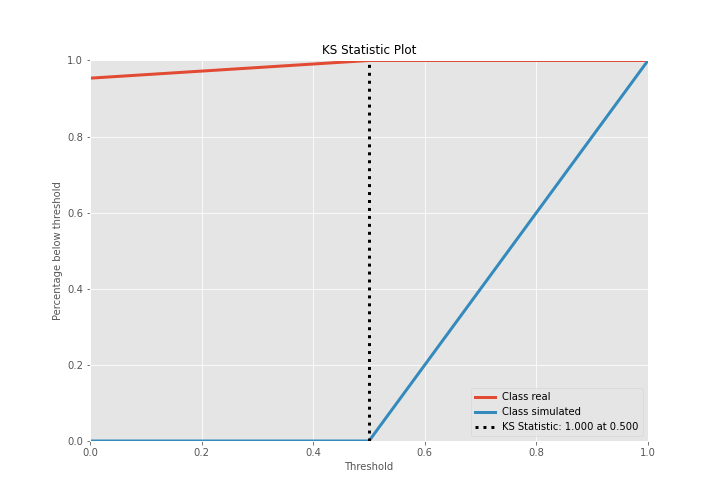 KS Statistic Plot
1.0
0.8
0.6
0.4
0.2
0.0
Percentage below threshold
0.0 0.2 0.4 0.6 0.8 1.0
Threshold
Class real
Class simulated
KS Statistic: 1.000 at 0.500